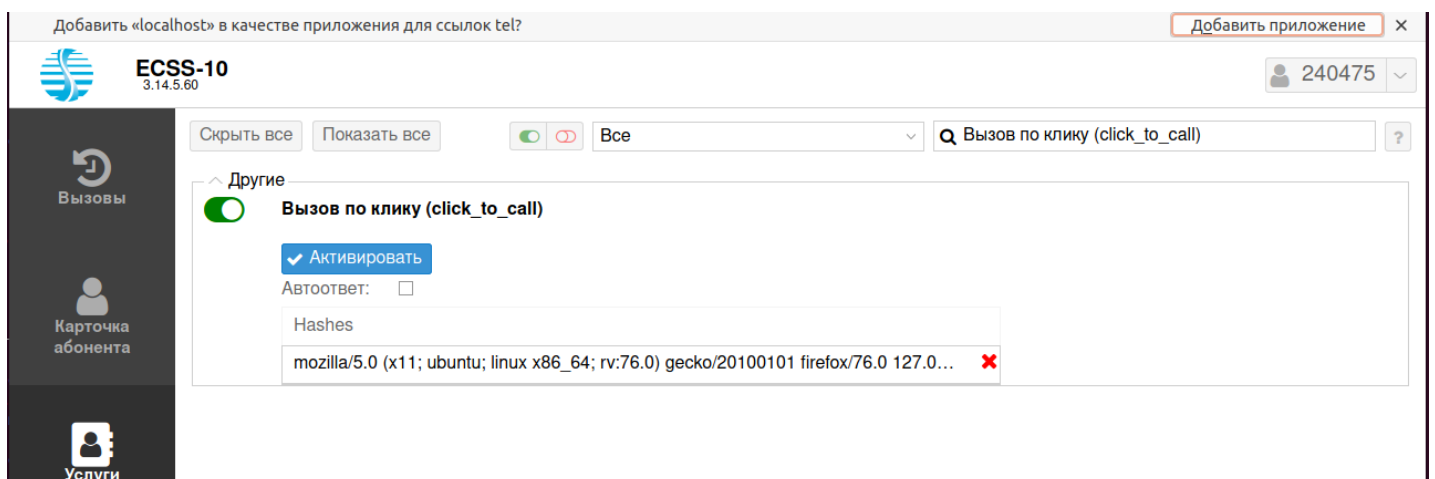 Добавить «localhost» в качестве приложения для ссылок tel?
Добавить приложение
ECSS-10
3.14.5.60
240475
Скрыть все
Показать все
Все
Вызов по клику (click_to_call)
?
Вызовы
Другие
Вызов по клику (click_to_call)
Активировать
Автоответ:
Карточка
абонента
Hashes
mozilla/5.0 (x11; ubuntu; linux x86_64; rv:76.0) gecko/20100101 firefox/76.0 127.0…
Услуги